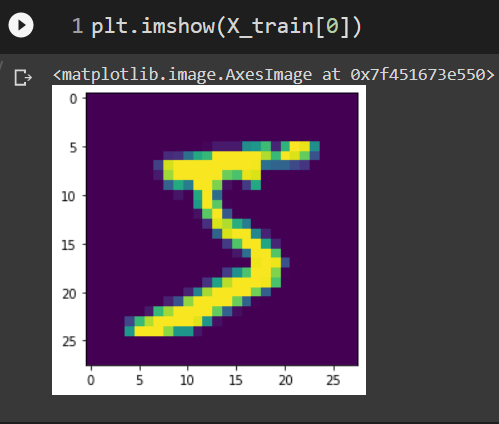 1 plt.imshow(X_train[0])
<matplotlib.image.AxesImage at 0x7f451673e550>
0
5
10
15
20
25
0 5 10 15 20 25